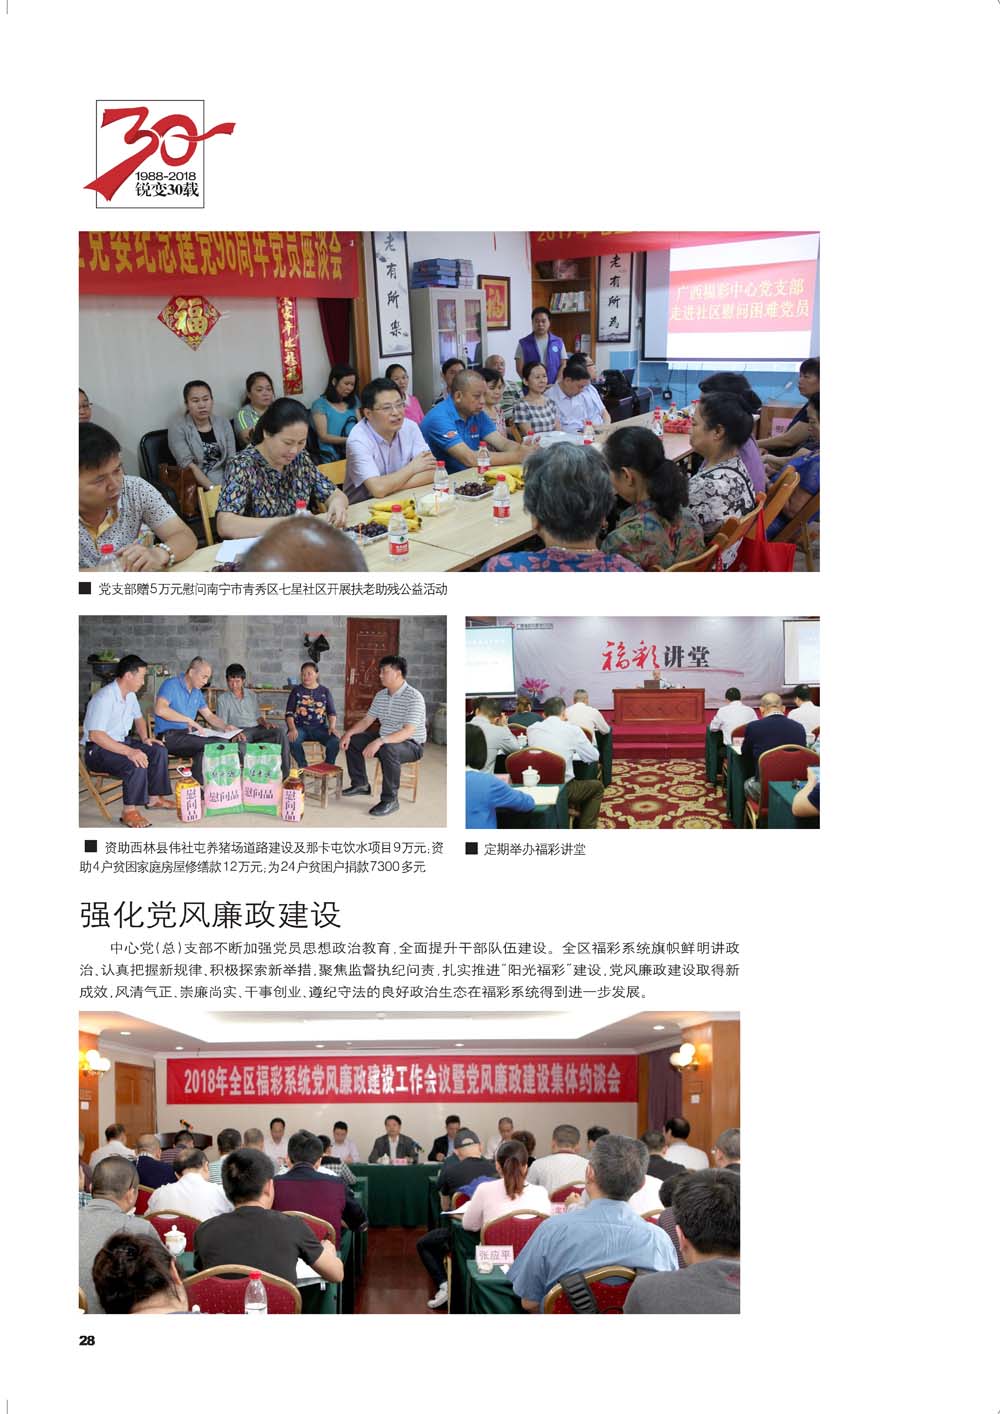 30
1988-2018
锐变30载
党委纪念建党96周年党员座谈会
老有所乐
福
老有所为
广西福彩中心党支部
走进社区慰问困难党员
■ 党支部赠5万元慰问南宁市青秀区七星社区开展扶老助残公益活动
慰问品
慰问品
慰问品
慰问品
福彩讲堂
■ 资助西林县伟社屯养猪场道路建设及那卡屯饮水项目9万元;资
助4户贫困家庭房屋修缮款12万元;为24户贫困户捐款7300多元
■ 定期举办福彩讲堂
强化党风廉政建设
中心党(总)支部不断加强党员思想政治教育,全面提升干部队伍建设。全区福彩系统旗帜鲜明讲政
治、认真把握新规律、积极探索新举措,聚焦监督执纪问责,扎实推进“阳光福彩”建设,党风廉政建设取得新
成效,风清气正、崇廉尚实、干事创业、遵纪守法的良好政治生态在福彩系统得到进一步发展。
2018年全区福彩系统党风廉政建设工作会议暨党风廉政建设集体约谈会
张应平
28